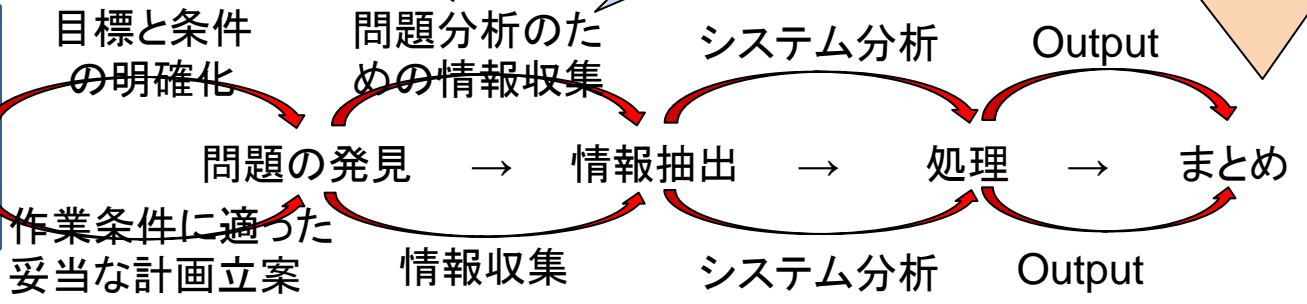 目標と条件
の明確化
問題分析のた
めの情報収集
システム分析
Output
問題の発見 → 情報抽出 → 処理 → まとめ
作業条件に適った
妥当な計画立案
情報収集
システム分析
Output